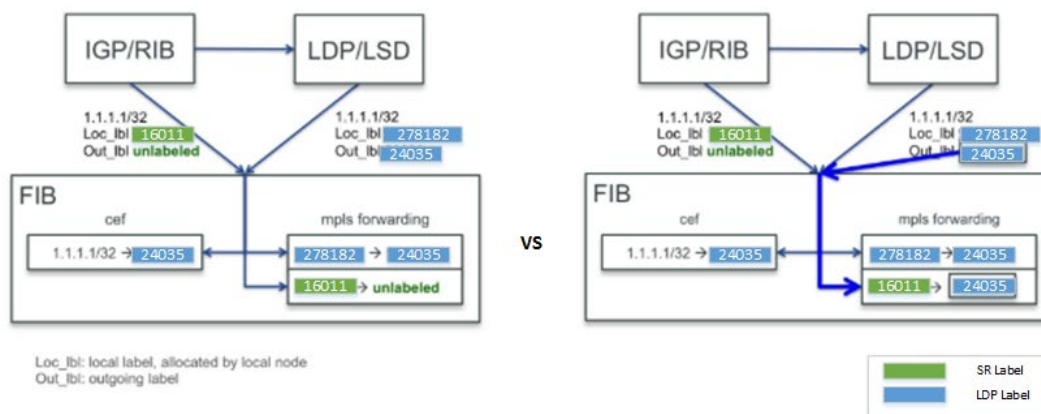 IGP/RIB
LDP/LSD
1.1.1.1/32
Loc_lbl 16011
Out_lbl unlabeled
1.1.1.1/32
Loc_lbl 278182
Out_lbl 24035
FIB
cef
mpls forwarding
1.1.1.1/32 → 24035
278182 → 24035
16011 → unlabeled
Loc_lbl: local label, allocated by local node
Out_lbl: outgoing label
VS
IGP/RIB
LDP/LSD
1.1.1.1/32
Loc_lbl 16011
Out_lbl unlabeled
1.1.1.1/32
Loc_lbl 278182
Out_lbl 24035
FIB
cef
mpls forwarding
1.1.1.1/32 → 24035
278182 → 24035
16011 → 24035
SR Label
LDP Label